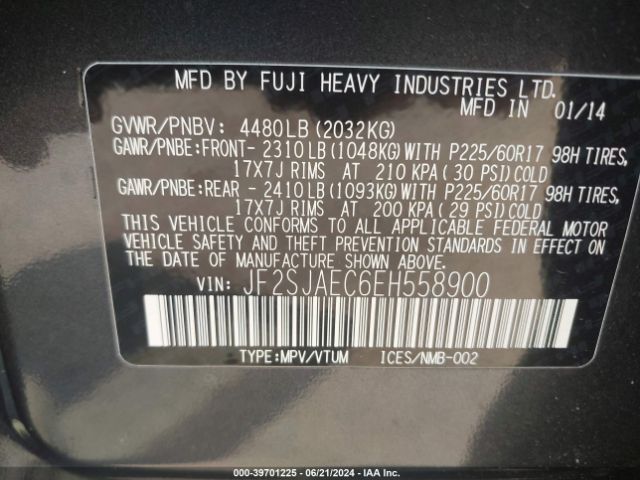 MFD BY FUJI HEAVY INDUSTRIES LTD.
MFD IN 01/14
GVWR/PNBV: 4480LB(2032KG)
GAWR/PNBE:FRONT- 2310LB(1048KG)WITH P225/60R17 98H TIRES,
17X7J RIMS AT 210 KPA( 30 PSI)COLD
GAWR/PNBE:REAR - 2410LB(1093KG)WITH P225/60R17 98H TIRES,
17X7J RIMS AT 200 KPA( 29 PSI)COLD
THIS VEHICLE CONFORMS TO ALL APPLICABLE FEDERAL MOTOR
VEHICLE SAFETY AND THEFT PREVENTION STANDARDS IN EFFECT ON
THE DATE OF MANUFACTURE SHOWN ABOVE.
VIN: JF2SJAEC6EH558900
TYPE:MPV/VTUM ICES/NMB-002
000-39701225 - 06/21/2024 - IAA Inc.